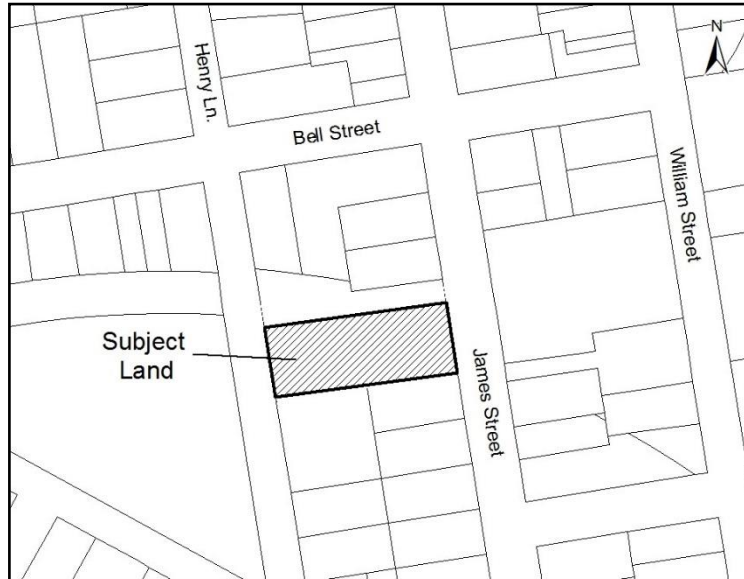 N
Henry Ln.
Bell Street
William Street
Subject
Land
James Street